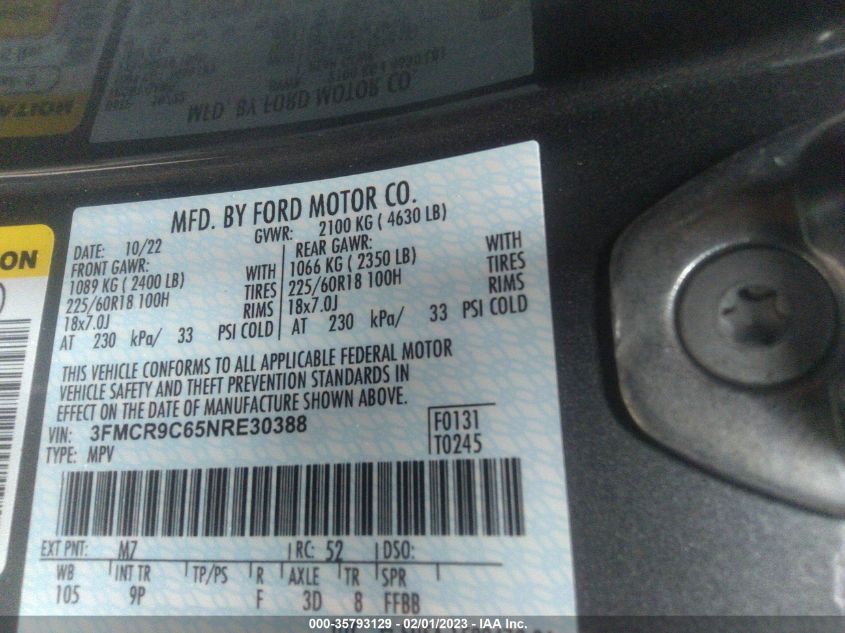 MFD. BY FORD MOTOR CO
MFD. BY FORD MOTOR CO.
DATE: 10/22 GVWR: 2100 KG ( 4630 LB)
FRONT GAWR: REAR GAWR:
1089 KG ( 2400 LB) WITH 1066 KG ( 2350 LB) WITH
225/60R18 100H TIRES 225/60R18 100H TIRES
18x7.0J RIMS 18x7.0J RIMS
AT 230 kPa/ 33 PSI COLD AT 230 kPa/ 33 PSI COLD
THIS VEHICLE CONFORMS TO ALL APPLICABLE FEDERAL MOTOR
VEHICLE SAFETY AND THEFT PREVENTION STANDARDS IN
EFFECT ON THE DATE OF MANUFACTURE SHOWN ABOVE.
VIN: 3FMCR9C65NRE30388 F0131
TYPE: MPV T0245
EXT PNT: MZ RC: 52 DSO:
WB INT TR TP/PS R AXLE TR SPR
105 9P F 3D 8 FFBB
ON
00-35793129 - 02/01/2023 - IAAI.COM